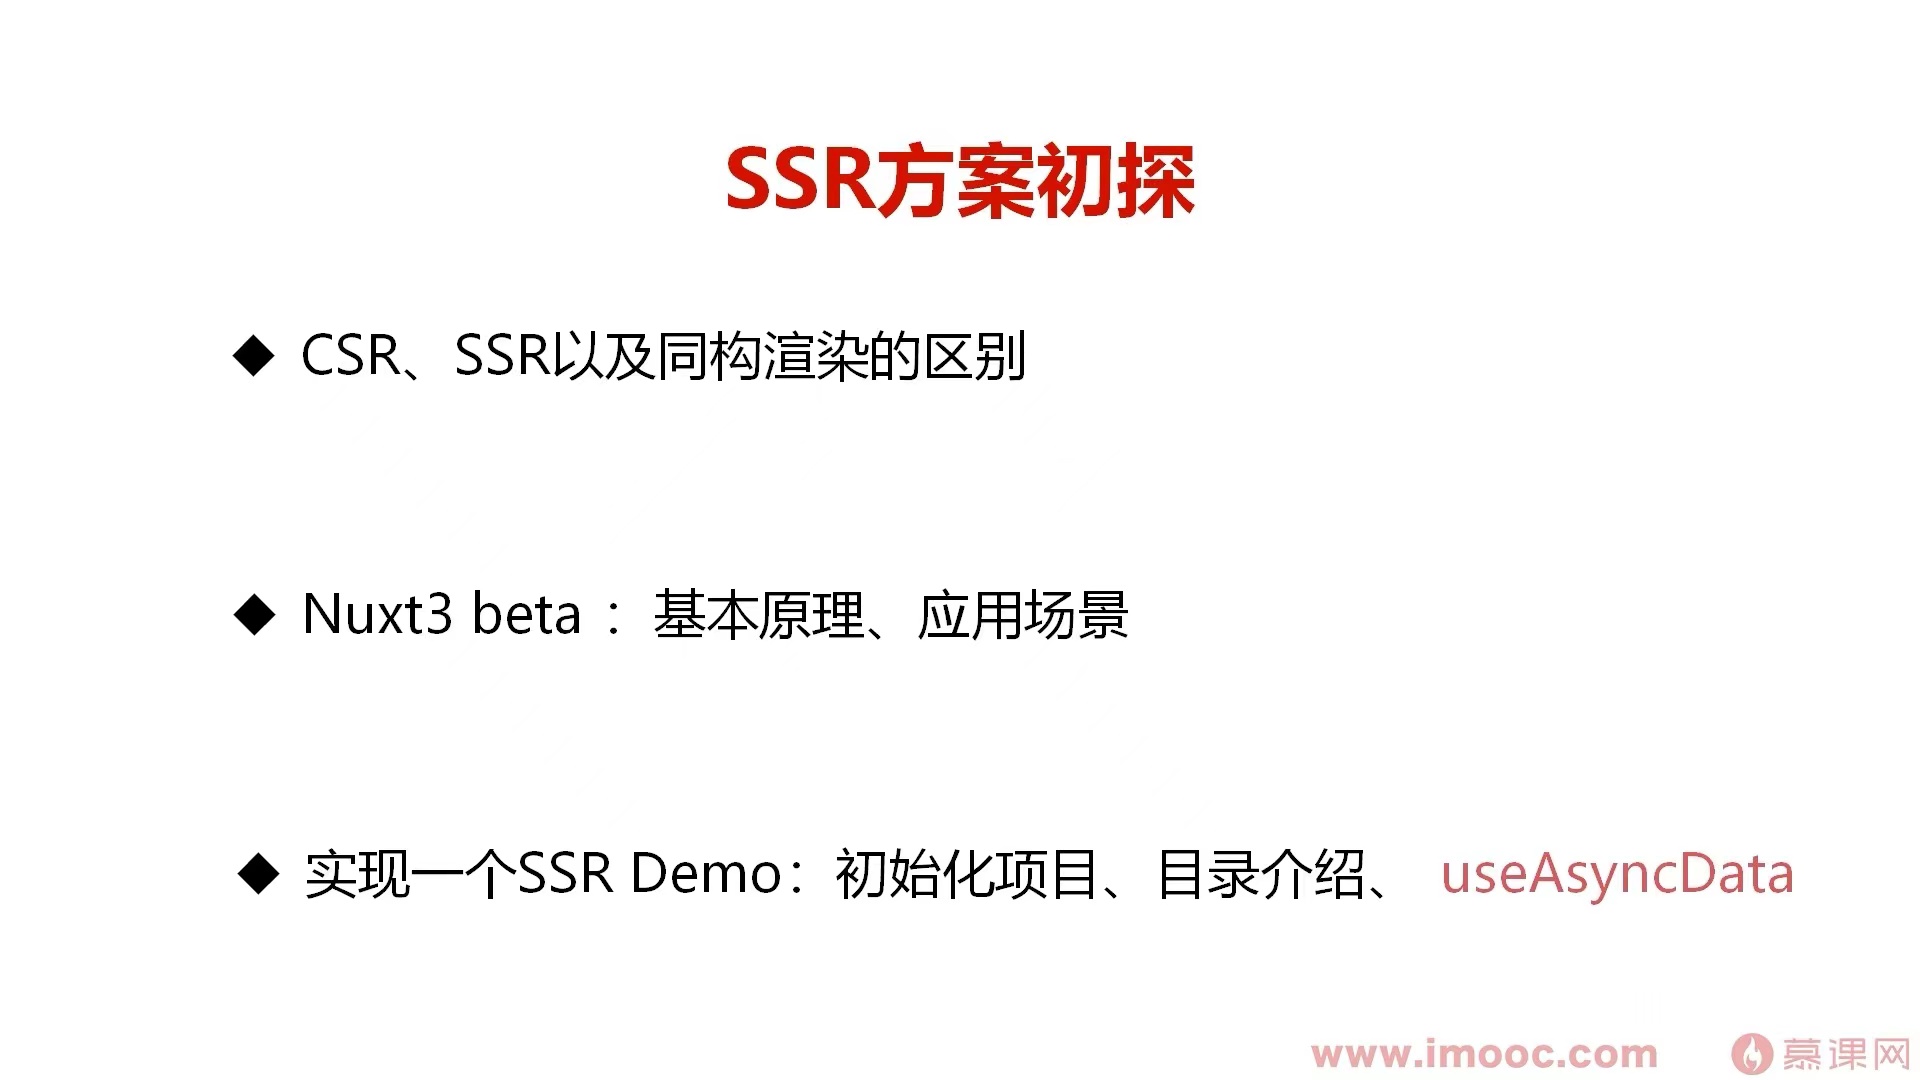 SSR方案初探
◆ CSR、SSR以及同构渲染的区别
◆ Nuxt3 beta ：基本原理、应用场景
◆ 实现一个SSR Demo：初始化项目、目录介绍、 useAsyncData
www.imooc.com 慕课网